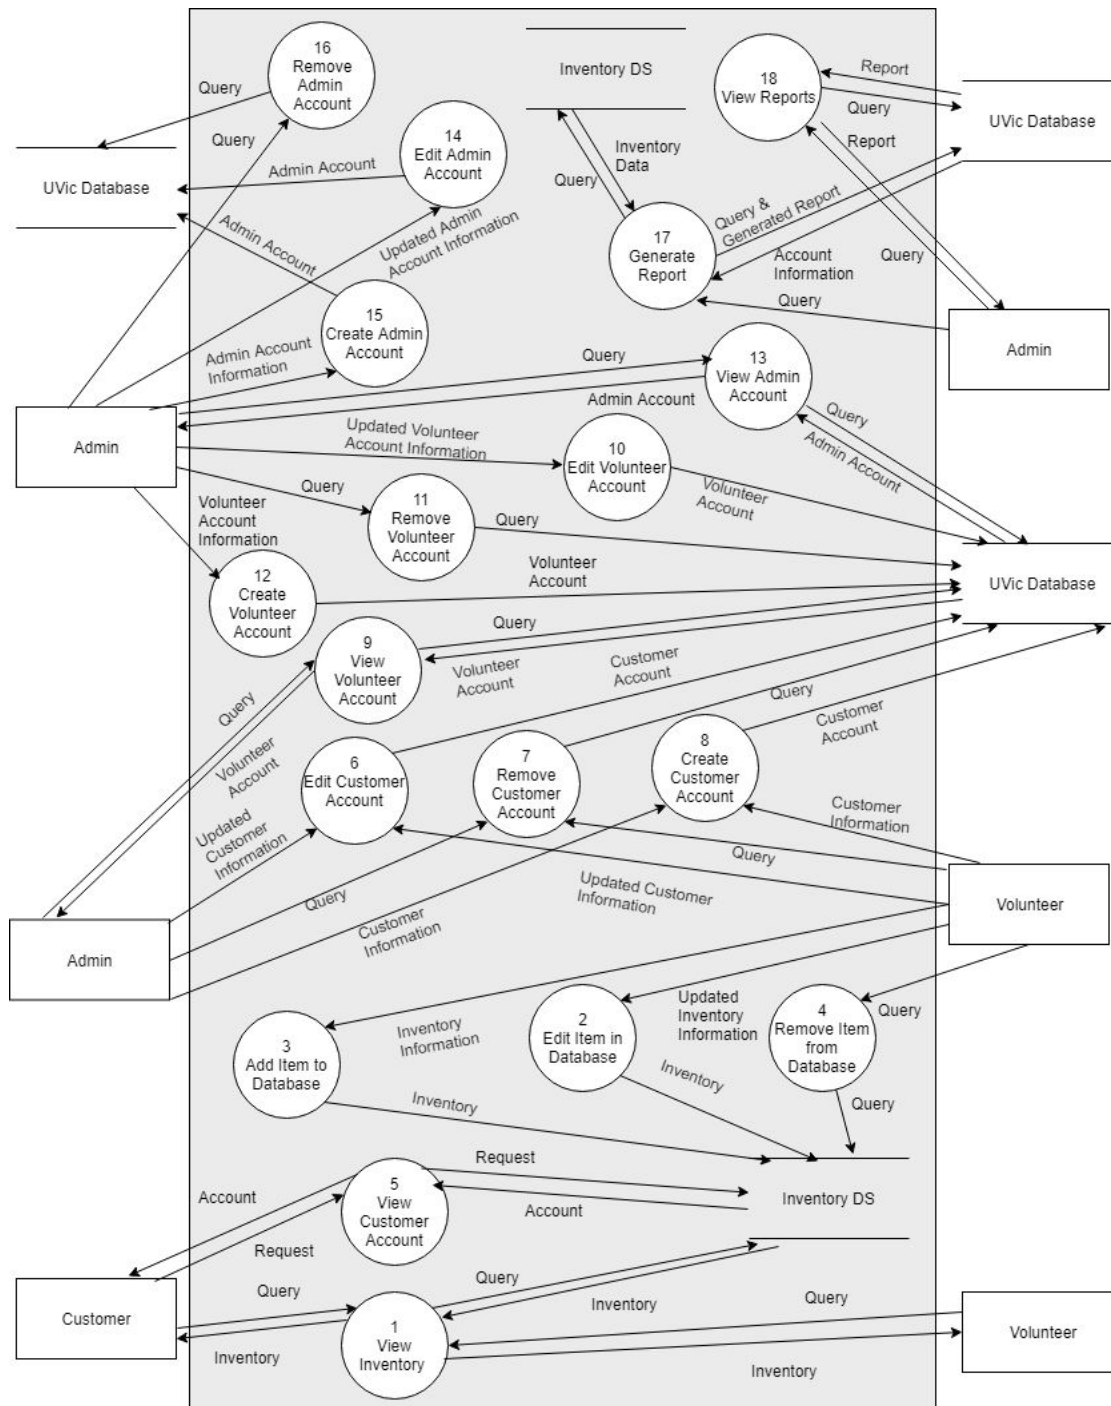 16
Remove
Admin
Account
Query
Query
UVic Database
14
Edit Admin
Account
Admin Account
Updated Admin
Account Information
Admin Account
15
Create Admin
Account
Admin Account
Information
Inventory DS
Inventory
Data
Query
17
Generate
Report
Query &
Generated Report
Account
Information
Query
18
View Reports
Report
Query
Report
Query
UVic Database
Admin
Admin
Query
Admin Account
13
View Admin
Account
Query
Admin Account
Updated Volunteer
Account Information
10
Edit Volunteer
Account
Volunteer
Account
Query
11
Remove
Volunteer
Account
Query
Volunteer
Account
Information
12
Create
Volunteer
Account
Volunteer
Account
UVic Database
9
View
Volunteer
Account
Query
Volunteer
Account
Query
Volunteer
Account
Customer
Account
Query
Customer
Account
6
Edit Customer
Account
7
Remove
Customer
Account
8
Create
Customer
Account
Updated
Customer
Information
Query
Customer
Information
Admin
Customer
Information
Query
Updated Customer
Information
Volunteer
Inventory
Information
Updated
Inventory
Information
Query
3
Add Item to
Database
2
Edit Item in
Database
4
Remove Item
from
Database
Inventory
Inventory
Query
Inventory DS
5
View
Customer
Account
Request
Account
Account
Request
Customer
Query
Inventory
1
View
Inventory
Query
Inventory
Query
Inventory
Volunteer